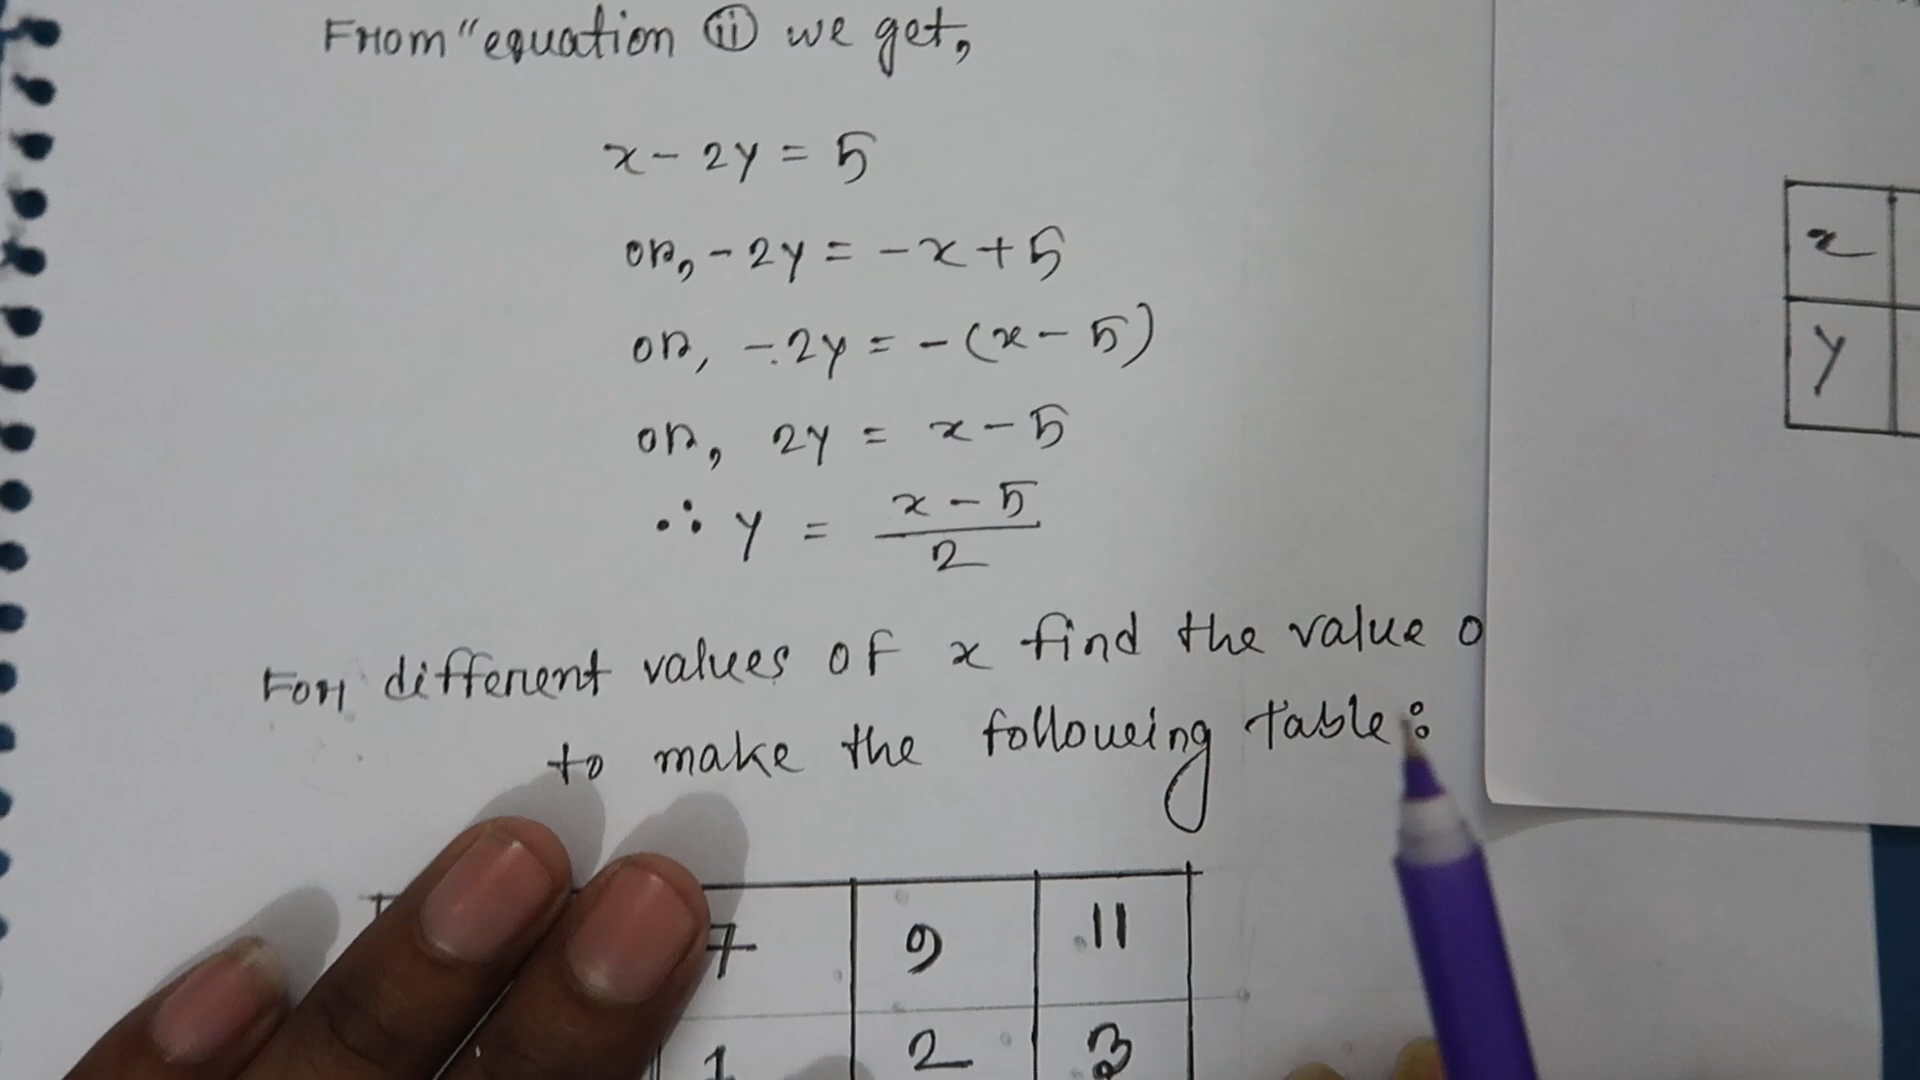 From "equation ⅱ we get,
x - 2y = 5
or, - 2y = - x + 5
or, - 2y = - (x - 5)
or, 2y = x - 5
∴ y = x - 5 / 2
For different values of x find the value
to make the following table:
7 9 11
1 2 3
x
y